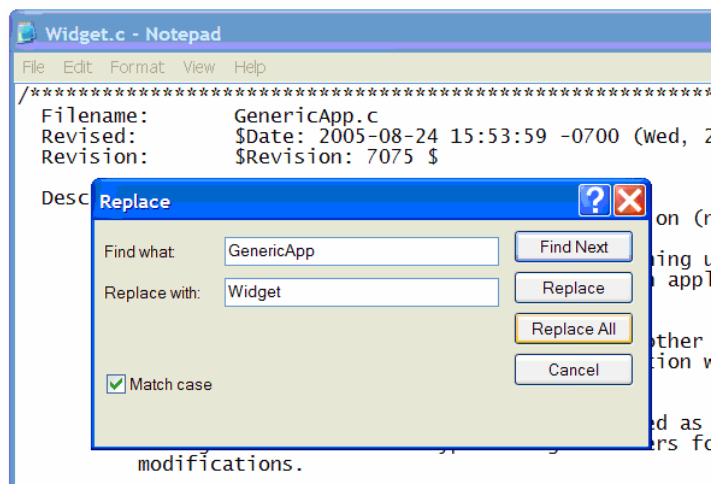 Widget.c - Notepad
File Edit Format View Help
/***************************************************************
Filename: GenericApp.c
Revised: $Date: 2005-08-24 15:53:59 -0700 (Wed, 2
Revision: $Revision: 7075 $
Desc
Replace
on (
Find what: GenericApp
Find Next
ing
Replace with: Widget
Replace
appl
Replace All
other
tion
Match case
Cancel
ed as
ers fo
modifications.